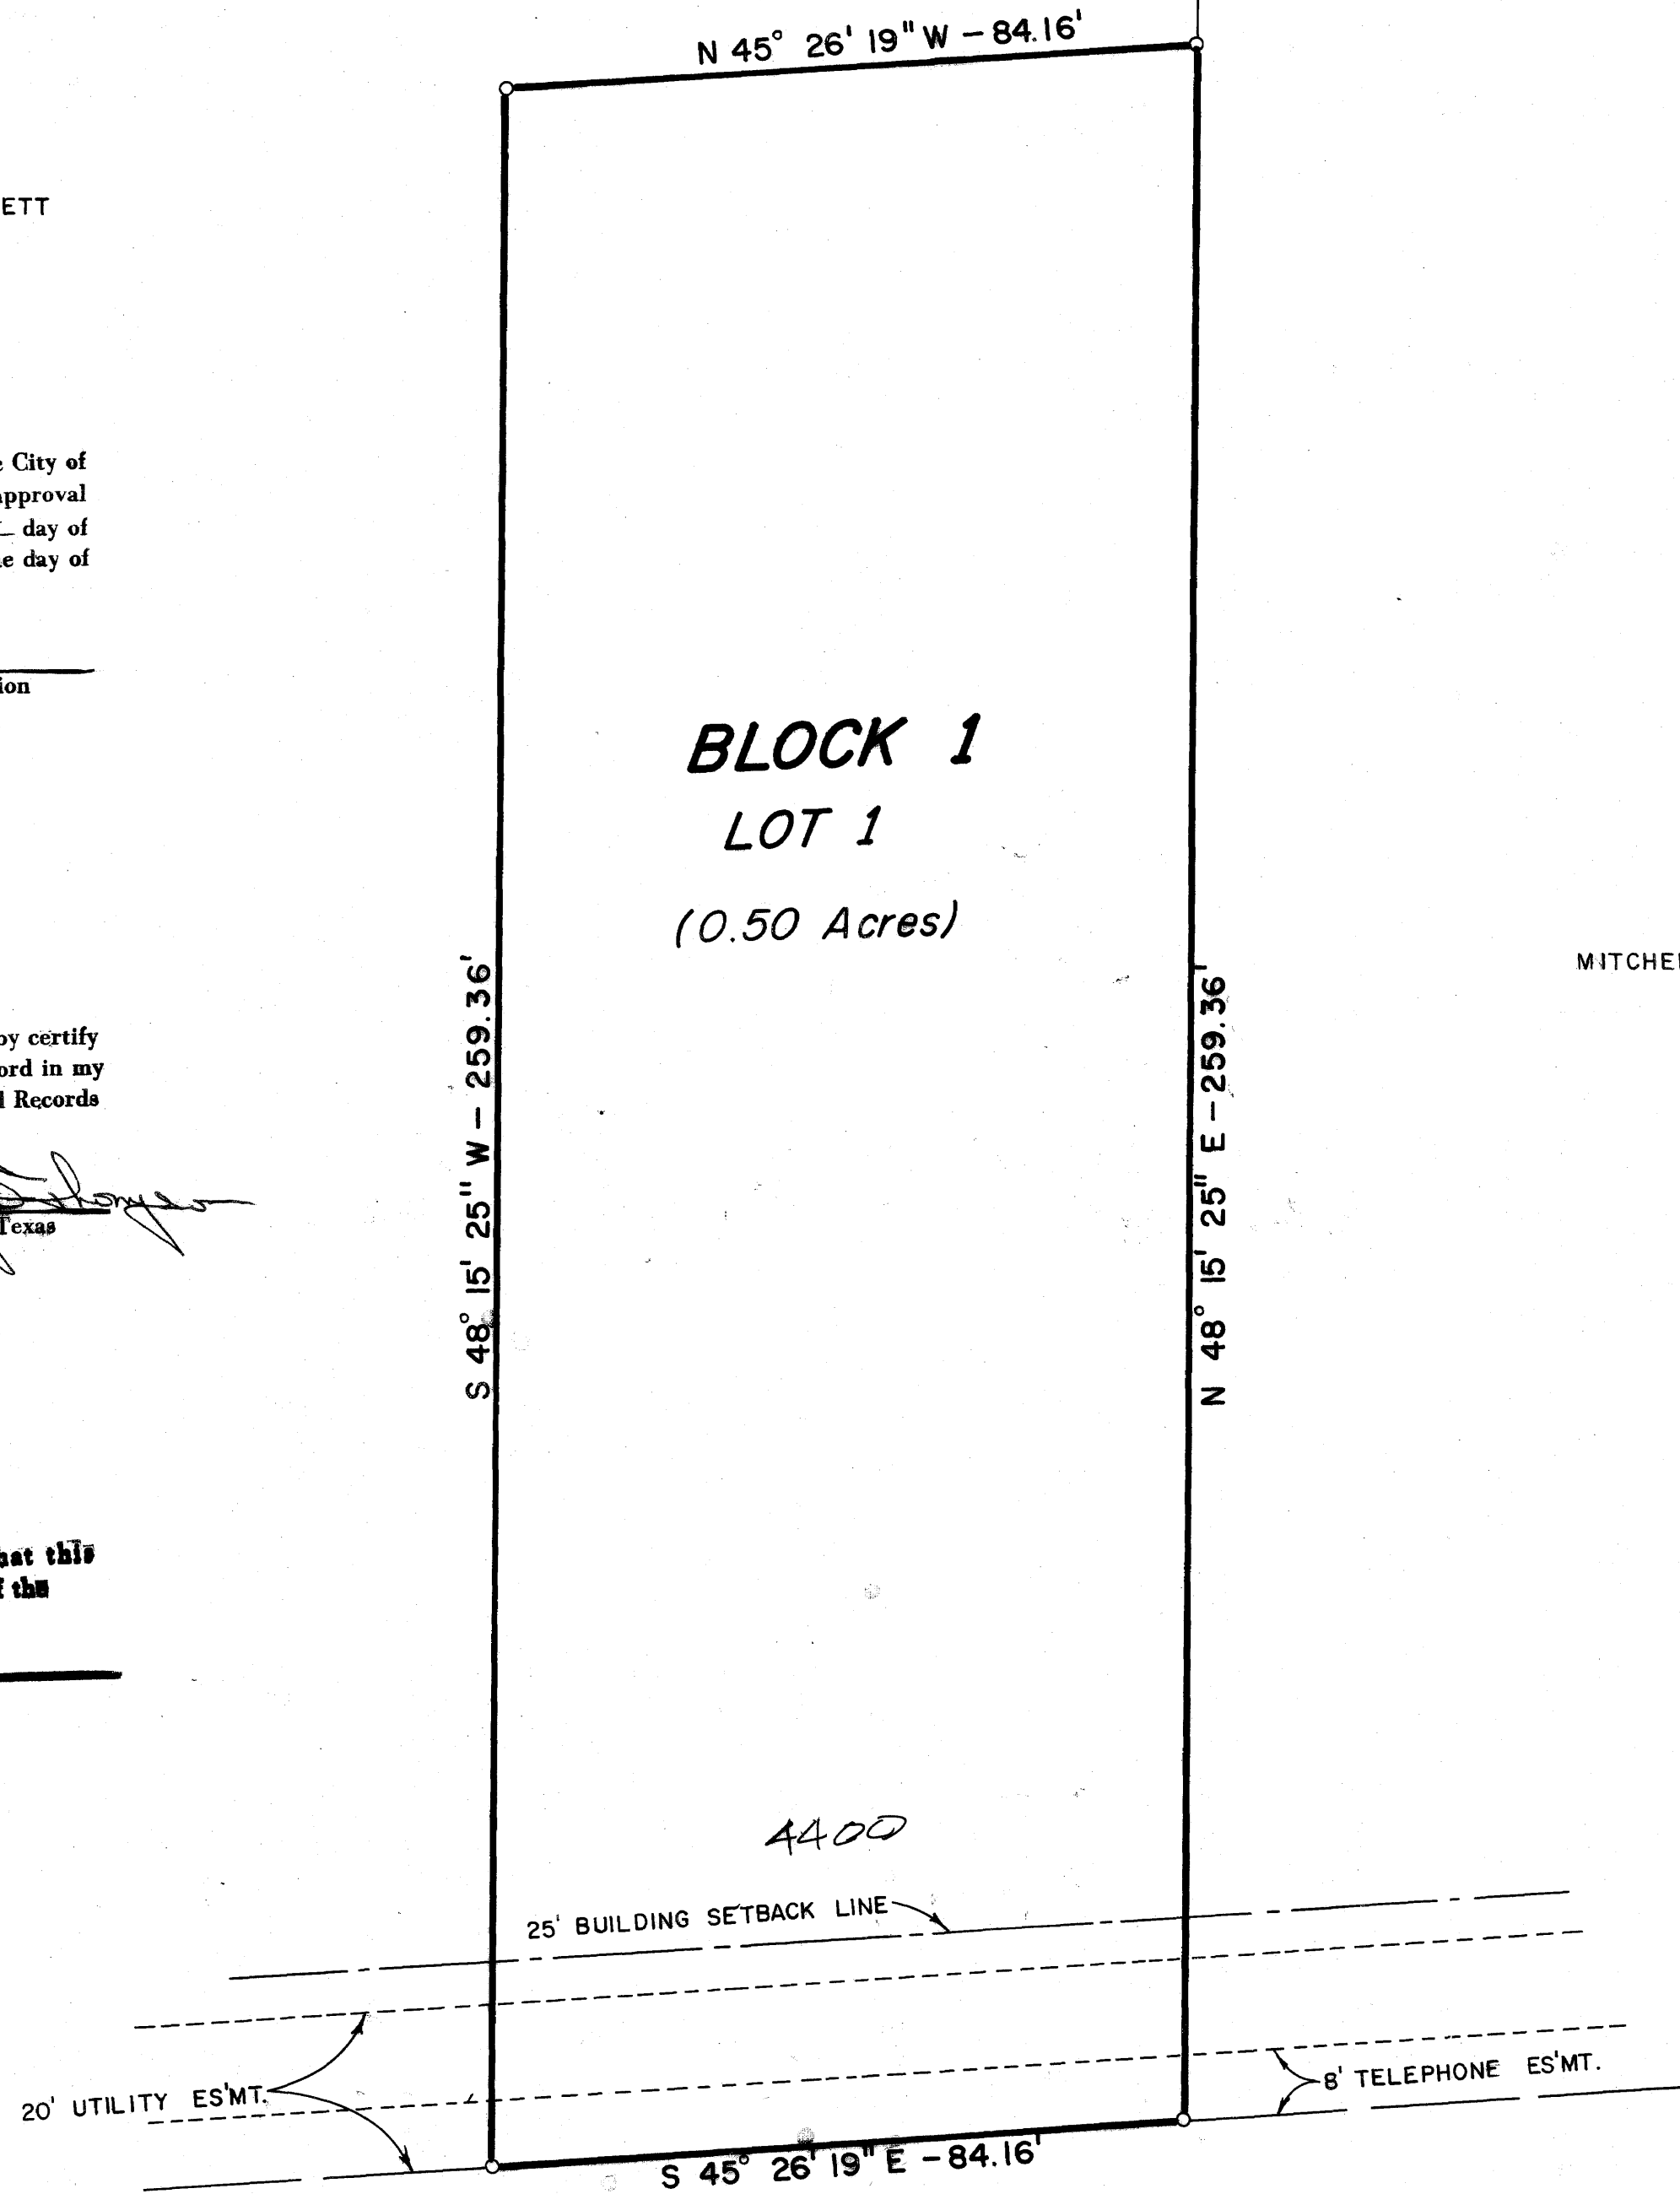 N 45° 26' 19" W – 84.16'
ETT
City of
approval
day of
day of
ion
BLOCK 1
LOT 1
(0.50 Acres)
S 48° 15' 25" W – 259.36'
N 48° 15' 25" E – 259.36'
MITCHE
by certify
ord in my
Records
Texas
hat this
f the
4400
25' BUILDING SETBACK LINE
20' UTILITY ES'MT.
8' TELEPHONE ES'MT.
S 45° 26' 19" E – 84.16'